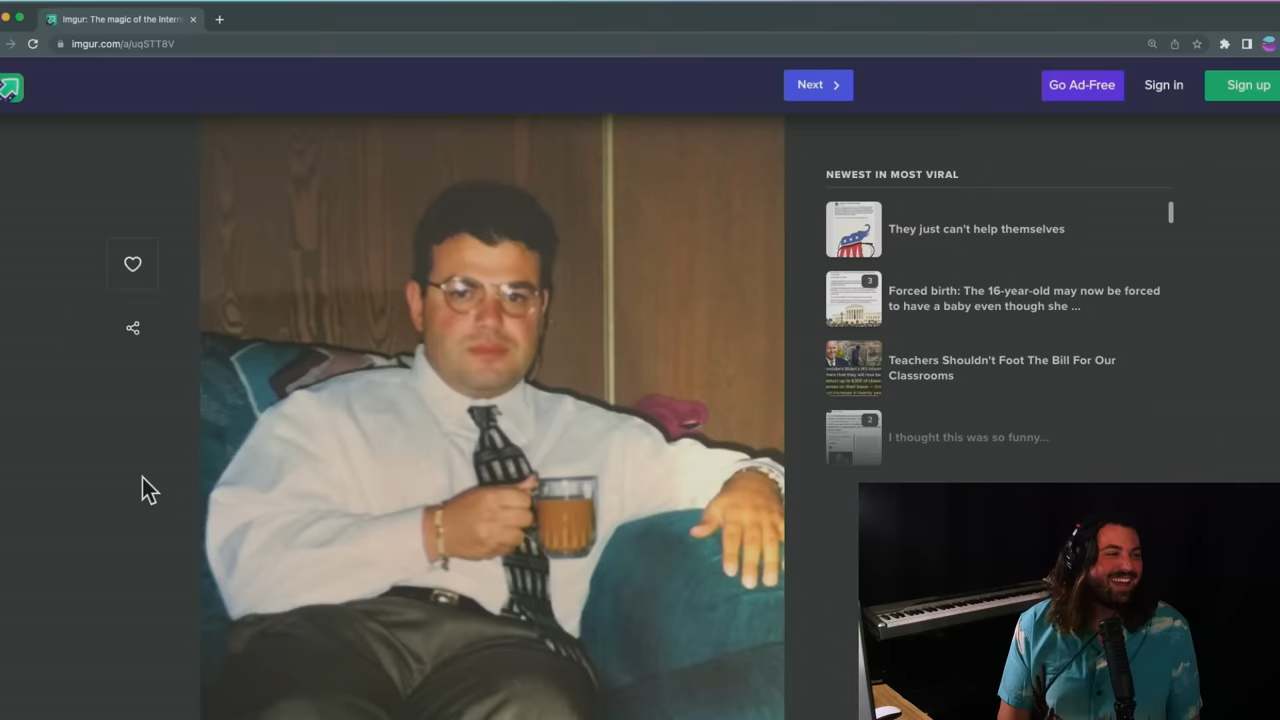 Imgur: The magic of the Intern
imgur.com/a/uqSTT8V
Next
Go Ad-Free
Sign in
Sign up
NEWEST IN MOST VIRAL
They just can't help themselves
3
Forced birth: The 16-year-old may now be forced
to have a baby even though she ...
Teachers Shouldn't Foot The Bill For Our
Classrooms
2
I thought this was so funny...